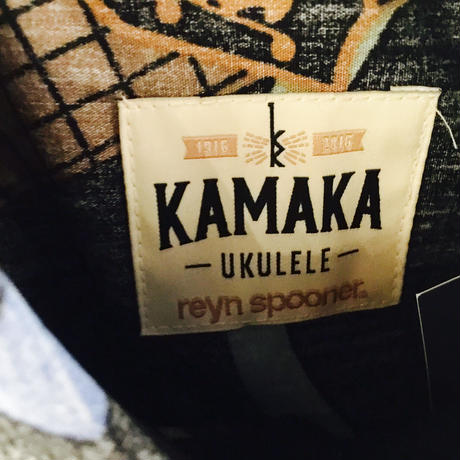 1916 2016
KAMAKA
UKULELE
reyn spooner.